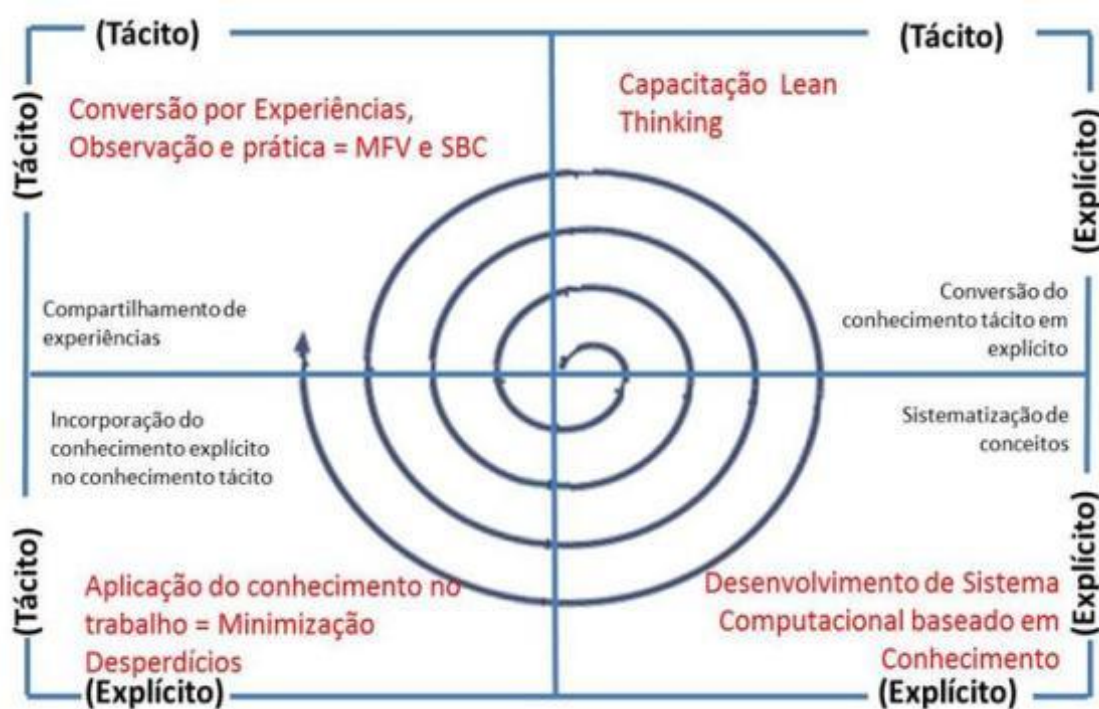 (Tácito)
(Tácito)
(Tácito)
Conversão por Experiências,
Observação e prática = MFV e SBC
Capacitação Lean
Thinking
(Explícito)
Compartilhamento de
experiências
Conversão do
conhecimento tácito em
explícito
Incorporação do
conhecimento explícito
no conhecimento tácito
Sistematização de
conceitos
(Tácito)
Aplicação do conhecimento no
trabalho = Minimização
Desperdícios
(Explícito)
Desenvolvimento de Sistema
Computacional baseado em
Conhecimento
(Explícito)
(Explícito)